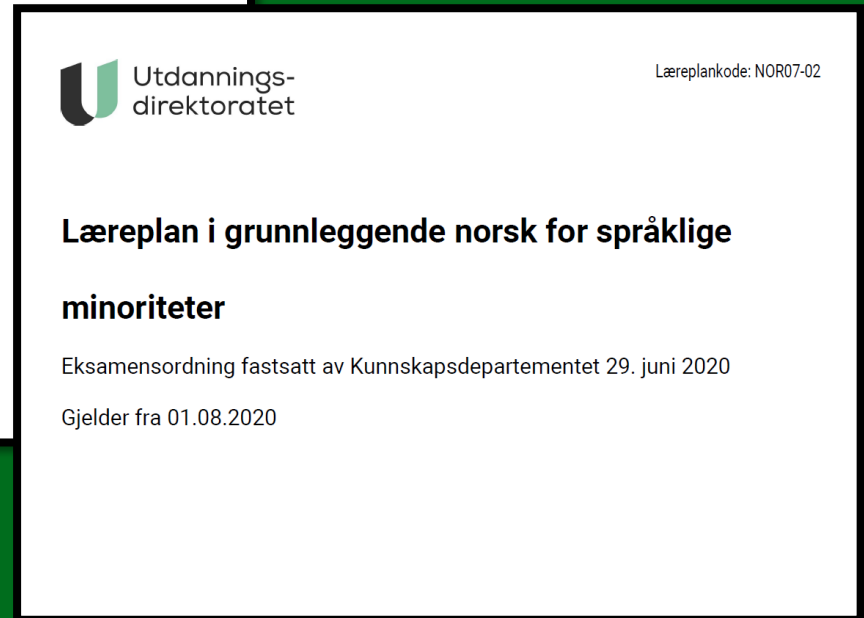 Utdannings-
direktoratet
Læreplankode: NOR07-02
Læreplan i grunnleggende norsk for språklige
minoriteter
Eksamensordning fastsatt av Kunnskapsdepartementet 29. juni 2020
Gjelder fra 01.08.2020